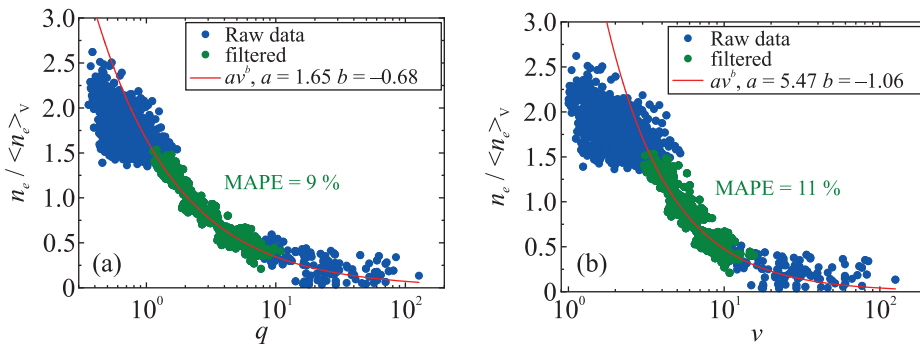 3.0
2.5
2.0
1.5
1.0
0.5
0
n_e / <n_e>_V
Raw data
filtered
av^b, a = 1.65 b = −0.68
MAPE = 9 %
(a)
10^0
10^1
10^2
q
3.0
2.5
2.0
1.5
1.0
0.5
0
n_e / <n_e>_V
Raw data
filtered
av^b, a = 5.47 b = −1.06
MAPE = 11 %
(b)
10^0
10^1
10^2
v